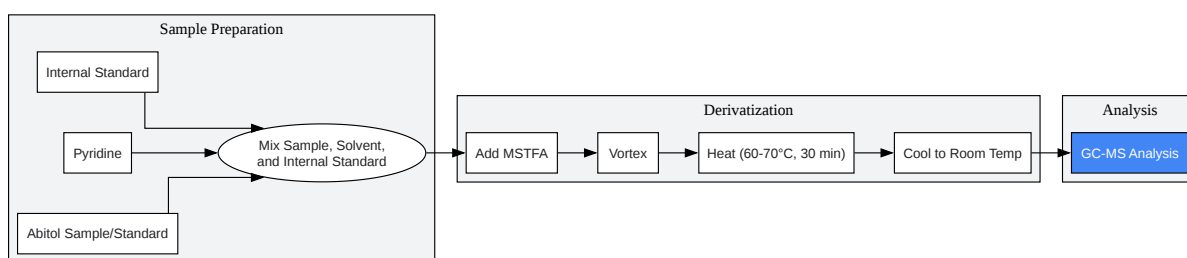 Sample Preparation
Internal Standard
Pyridine
Abitol Sample/Standard
Mix Sample, Solvent,
and Internal Standard
Derivatization
Add MSTFA
Vortex
Heat (60-70°C, 30 min)
Cool to Room Temp
Analysis
GC-MS Analysis